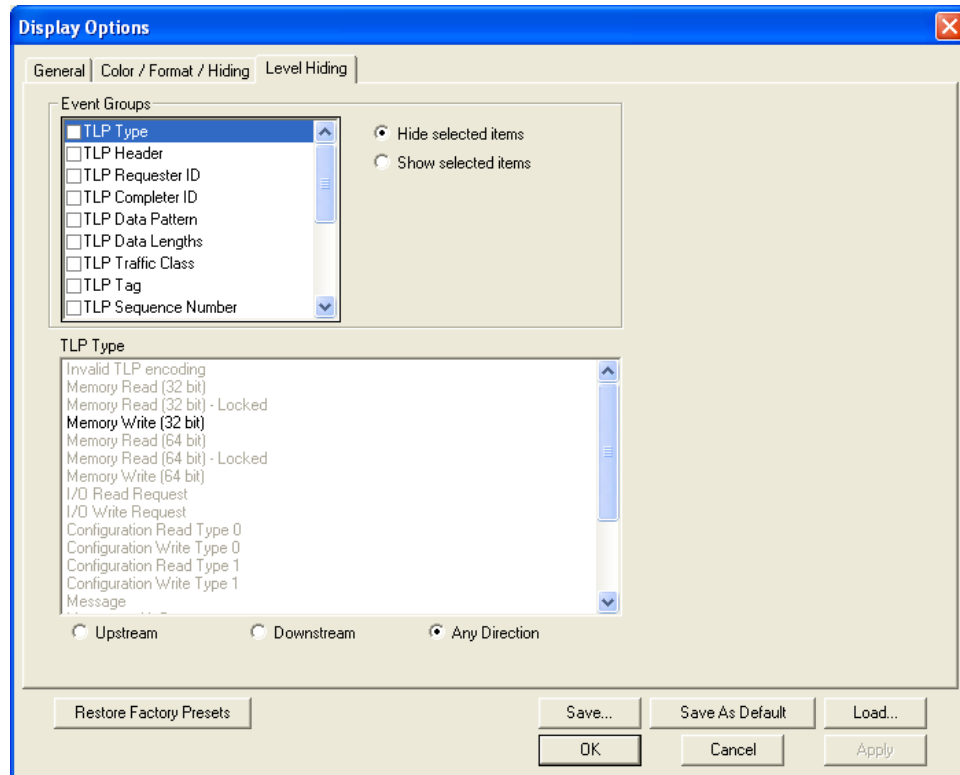 Display Options
General Color / Format / Hiding Level Hiding
Event Groups
TLP Type
TLP Header
TLP Requester ID
TLP Completer ID
TLP Data Pattern
TLP Data Lengths
TLP Traffic Class
TLP Tag
TLP Sequence Number
Hide selected items
Show selected items
TLP Type
Invalid TLP encoding
Memory Read (32 bit)
Memory Read (32 bit) - Locked
Memory Write (32 bit)
Memory Read (64 bit)
Memory Read (64 bit) - Locked
Memory Write (64 bit)
I/O Read Request
I/O Write Request
Configuration Read Type 0
Configuration Write Type 0
Configuration Read Type 1
Configuration Write Type 1
Message
Upstream Downstream Any Direction
Restore Factory Presets Save... Save As Default Load...
OK Cancel Apply